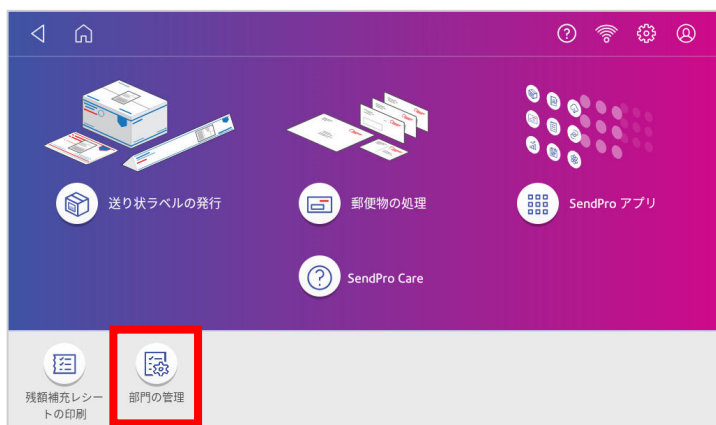 送り状ラベルの発行
郵便物の処理
SendPro アプリ
SendPro Care
残額補充レシー
トの印刷
部門の管理